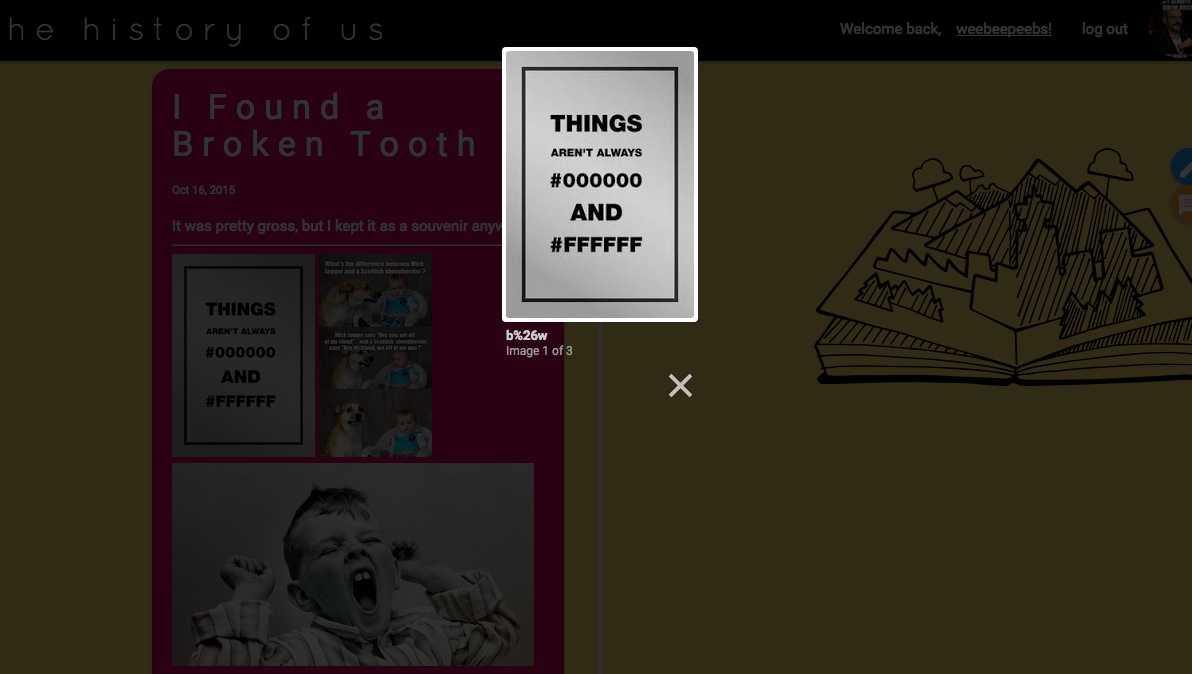 he history of us
Welcome back, weebeepeebs! log out
I Found a
Broken Tooth
Oct 16, 2015
It was pretty gross, but I kept it as a souvenir anyw
THINGS
AREN'T ALWAYS
#000000
AND
#FFFFFF
b%26w
Image 1 of 3
THINGS
AREN'T ALWAYS
#000000
AND
#FFFFFF
What's the difference between Mick
Jagger and a Scottish sheepherder ?
Mick Jagger says "Hey you, get off
of my cloud" and a Scottish sheepherder
says "Hey McCloud, get off of my ewe !"